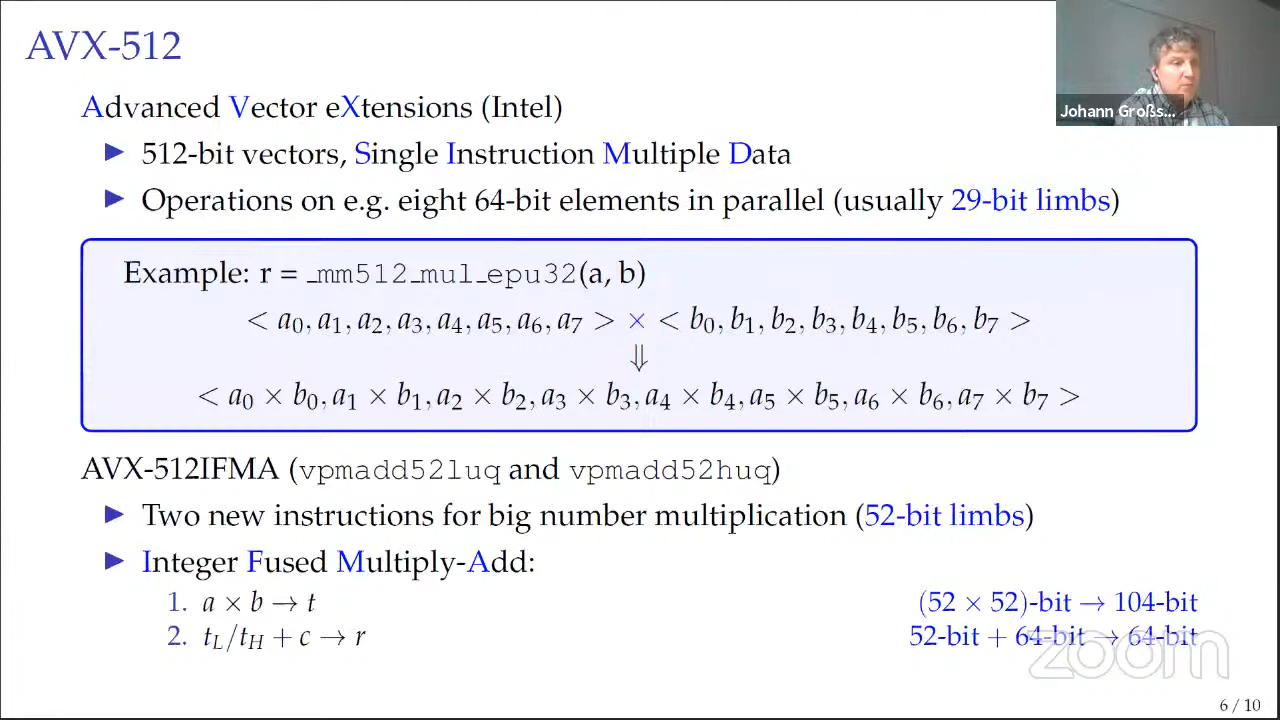 AVX-512
Johann Großs...
Advanced Vector eXtensions (Intel)
▶ 512-bit vectors, Single Instruction Multiple Data
▶ Operations on e.g. eight 64-bit elements in parallel (usually 29-bit limbs)
Example: r = _mm512_mul_epu32(a, b)
< a₀, a₁, a₂, a₃, a₄, a₅, a₆, a₇ > × < b₀, b₁, b₂, b₃, b₄, b₅, b₆, b₇ >
⇓
< a₀ × b₀, a₁ × b₁, a₂ × b₂, a₃ × b₃, a₄ × b₄, a₅ × b₅, a₆ × b₆, a₇ × b₇ >
AVX-512IFMA (vpmadd52luq and vpmadd52huq)
▶ Two new instructions for big number multiplication (52-bit limbs)
▶ Integer Fused Multiply-Add:
1. a × b → t (52 × 52)-bit → 104-bit
2. t_L/t_H + c → r 52-bit + 64-bit → 64-bit
zoom
6 / 10